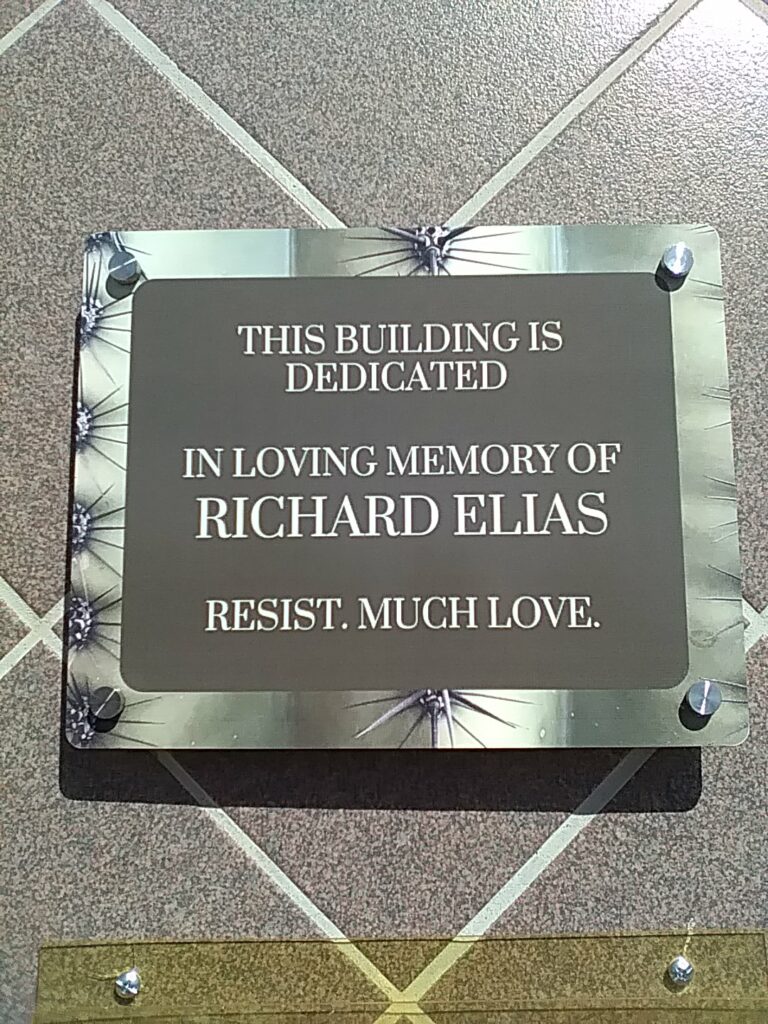 THIS BUILDING IS
DEDICATED
IN LOVING MEMORY OF
RICHARD ELIAS
RESIST. MUCH LOVE.